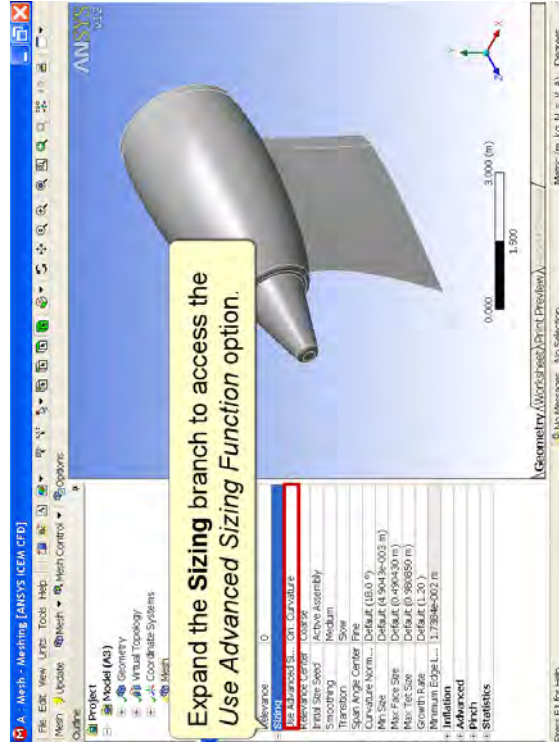 A : Mesh - Meshing [ANSYS ICEM CFD]
File Edit View Units Tools Help
Mesh Update Mesh Mesh Control Options
Outline
Project
Model (A3)
Geometry
Virtual Topology
Coordinate Systems
Mesh
Expand the Sizing branch to access the
Use Advanced Sizing Function option.
Relevance 0
Sizing
Use Advanced Si... On: Curvature
Relevance Center Coarse
Initial Size Seed Active Assembly
Smoothing Medium
Transition Slow
Span Angle Center Fine
Curvature Norm... Default (18.0 °)
Min Size Default (4.9043e-003 m)
Max Face Size Default (0.490430 m)
Max Tet Size Default (0.980850 m)
Growth Rate Default (1.20 )
Minimum Edge L... 1.7384e-002 m
Inflation
Advanced
Pinch
Statistics
ANSYS
v12
Y
X
Z
0.000
3.000 (m)
1.500
Geometry Worksheet Print Preview
Press F1 for Help
No Messages No Selection
Metric (m, kg, N, s, V, A) Degrees